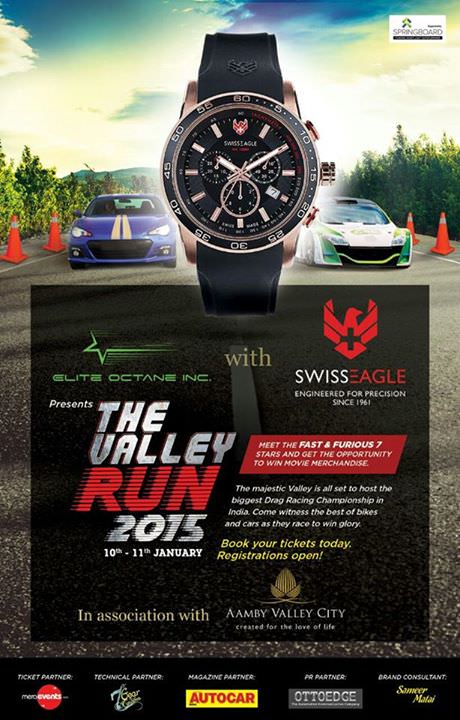 SPRINGBOARD
60
SWISSEAGLE
SWISS MADE
ELITE OCTANE INC.
with
SWISSEAGLE
ENGINEERED FOR PRECISION
SINCE 1961
Presents
THE
VALLEY
RUN
2015
10th - 11th JANUARY
MEET THE FAST & FURIOUS 7
STARS AND GET THE OPPORTUNITY
TO WIN MOVIE MERCHANDISE.
The majestic Valley is all set to host the
biggest Drag Racing Championship in
India. Come witness the best of bikes
and cars as they race to win glory.
Book your tickets today.
Registrations open!
In association with
AAMBY VALLEY CITY
created for the love of life
TICKET PARTNER:
TECHNICAL PARTNER:
MAGAZINE PARTNER:
PR PARTNER:
BRAND CONSULTANT:
meraevents
AUTOCAR
OTTOEDGE
Sameer
Matai